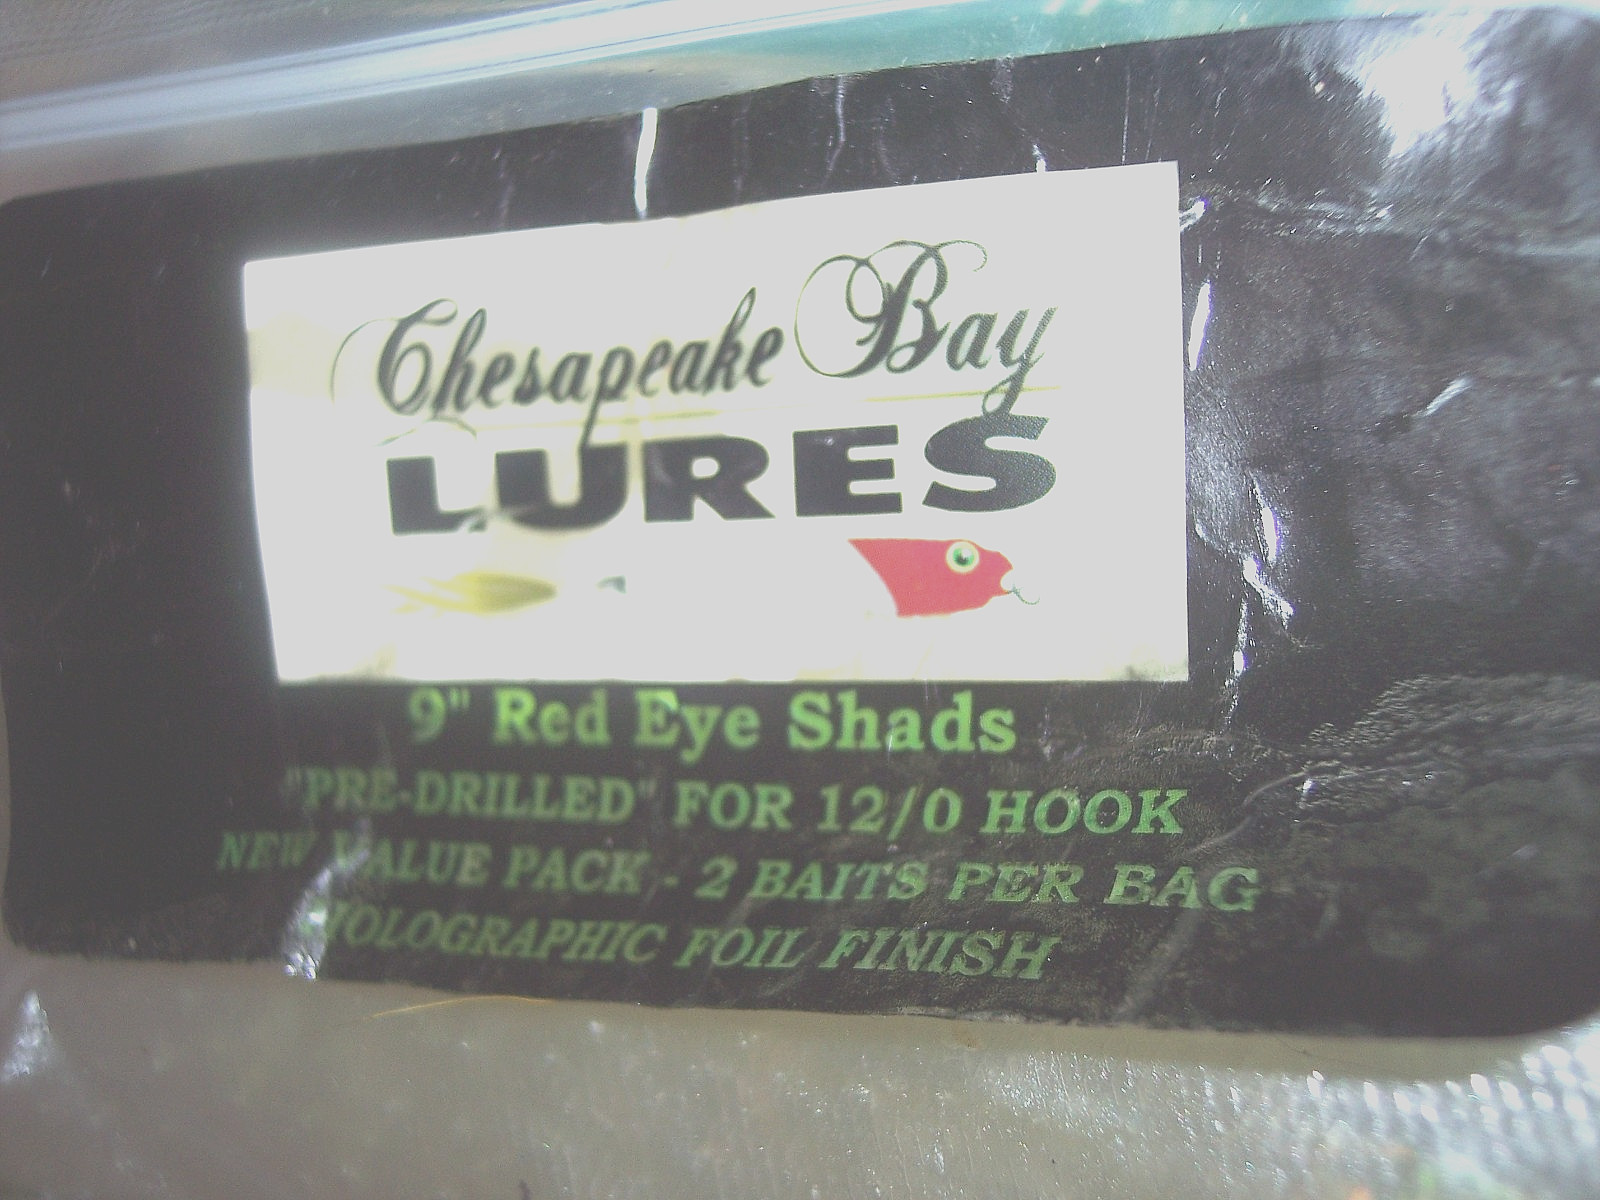 Chesapeake Bay
LURES
9" Red Eye Shads
"PRE-DRILLED" FOR 12/0 HOOK
NEW VALUE PACK - 2 BAITS PER BAG
HOLOGRAPHIC FOIL FINISH